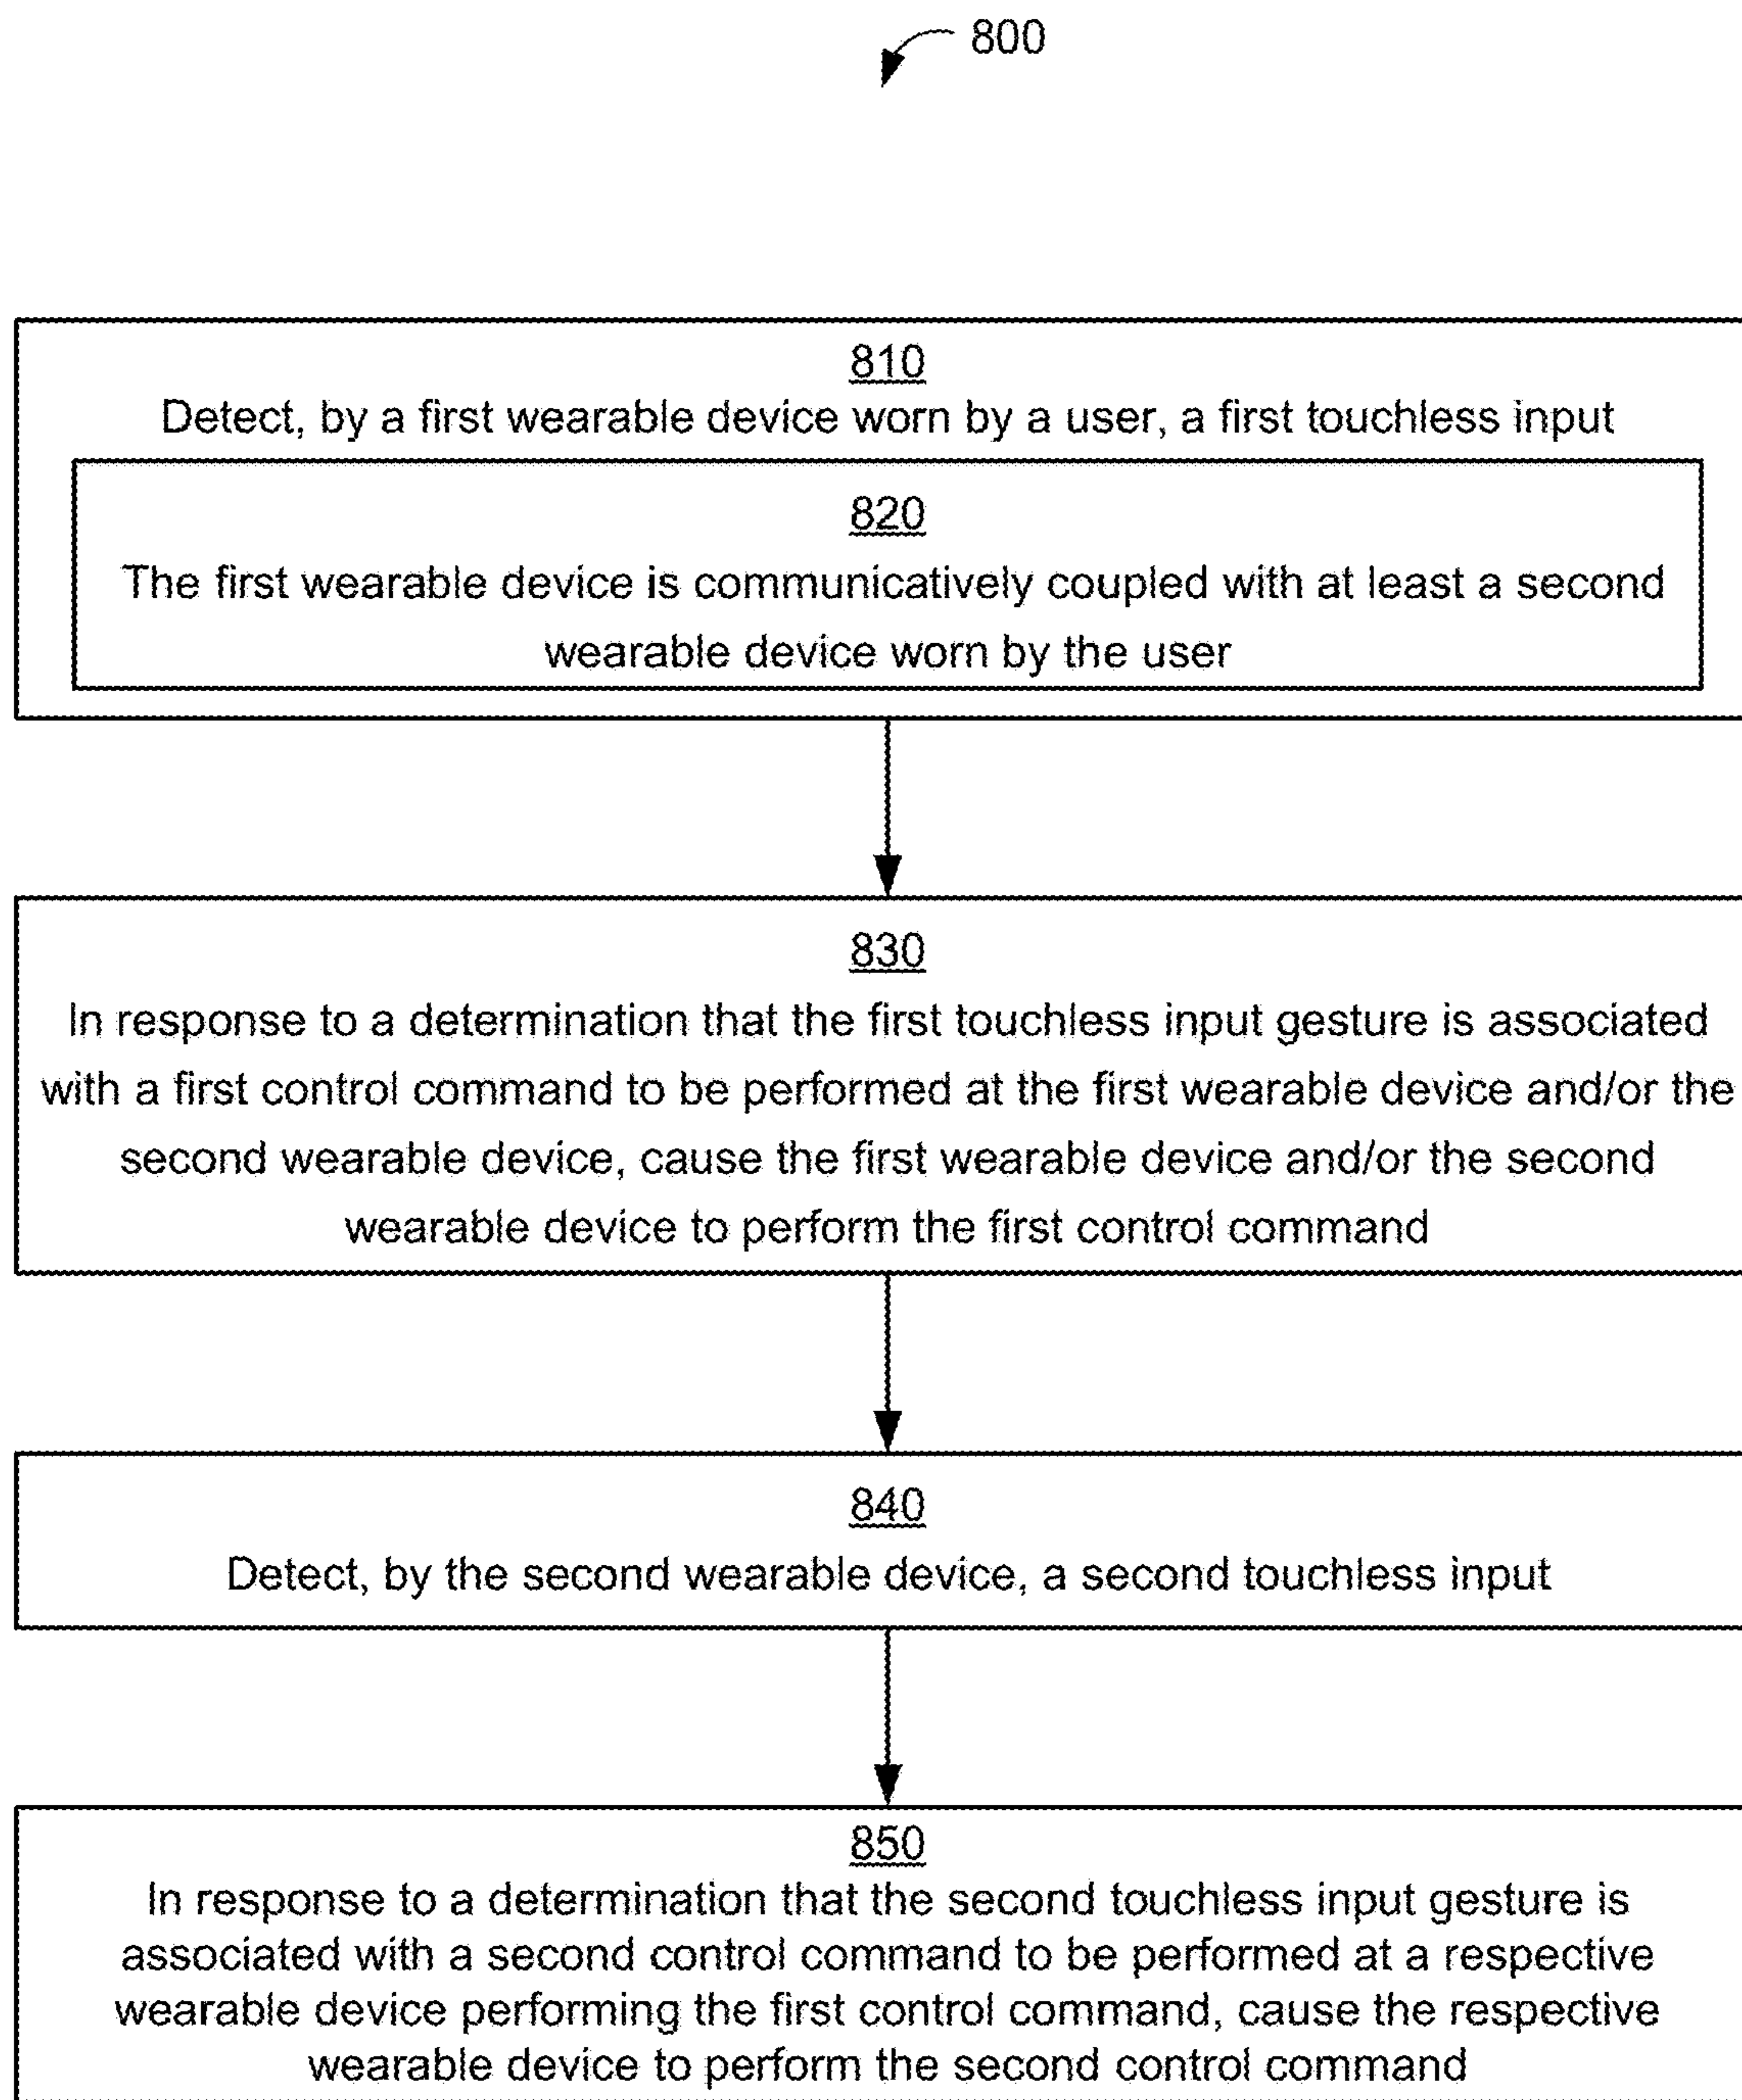 800
810
Detect, by a first wearable device worn by a user, a first touchless input
820
The first wearable device is communicatively coupled with at least a second
wearable device worn by the user
830
In response to a determination that the first touchless input gesture is associated
with a first control command to be performed at the first wearable device and/or the
second wearable device, cause the first wearable device and/or the second
wearable device to perform the first control command
840
Detect, by the second wearable device, a second touchless input
850
In response to a determination that the second touchless input gesture is
associated with a second control command to be performed at a respective
wearable device performing the first control command, cause the respective
wearable device to perform the second control command